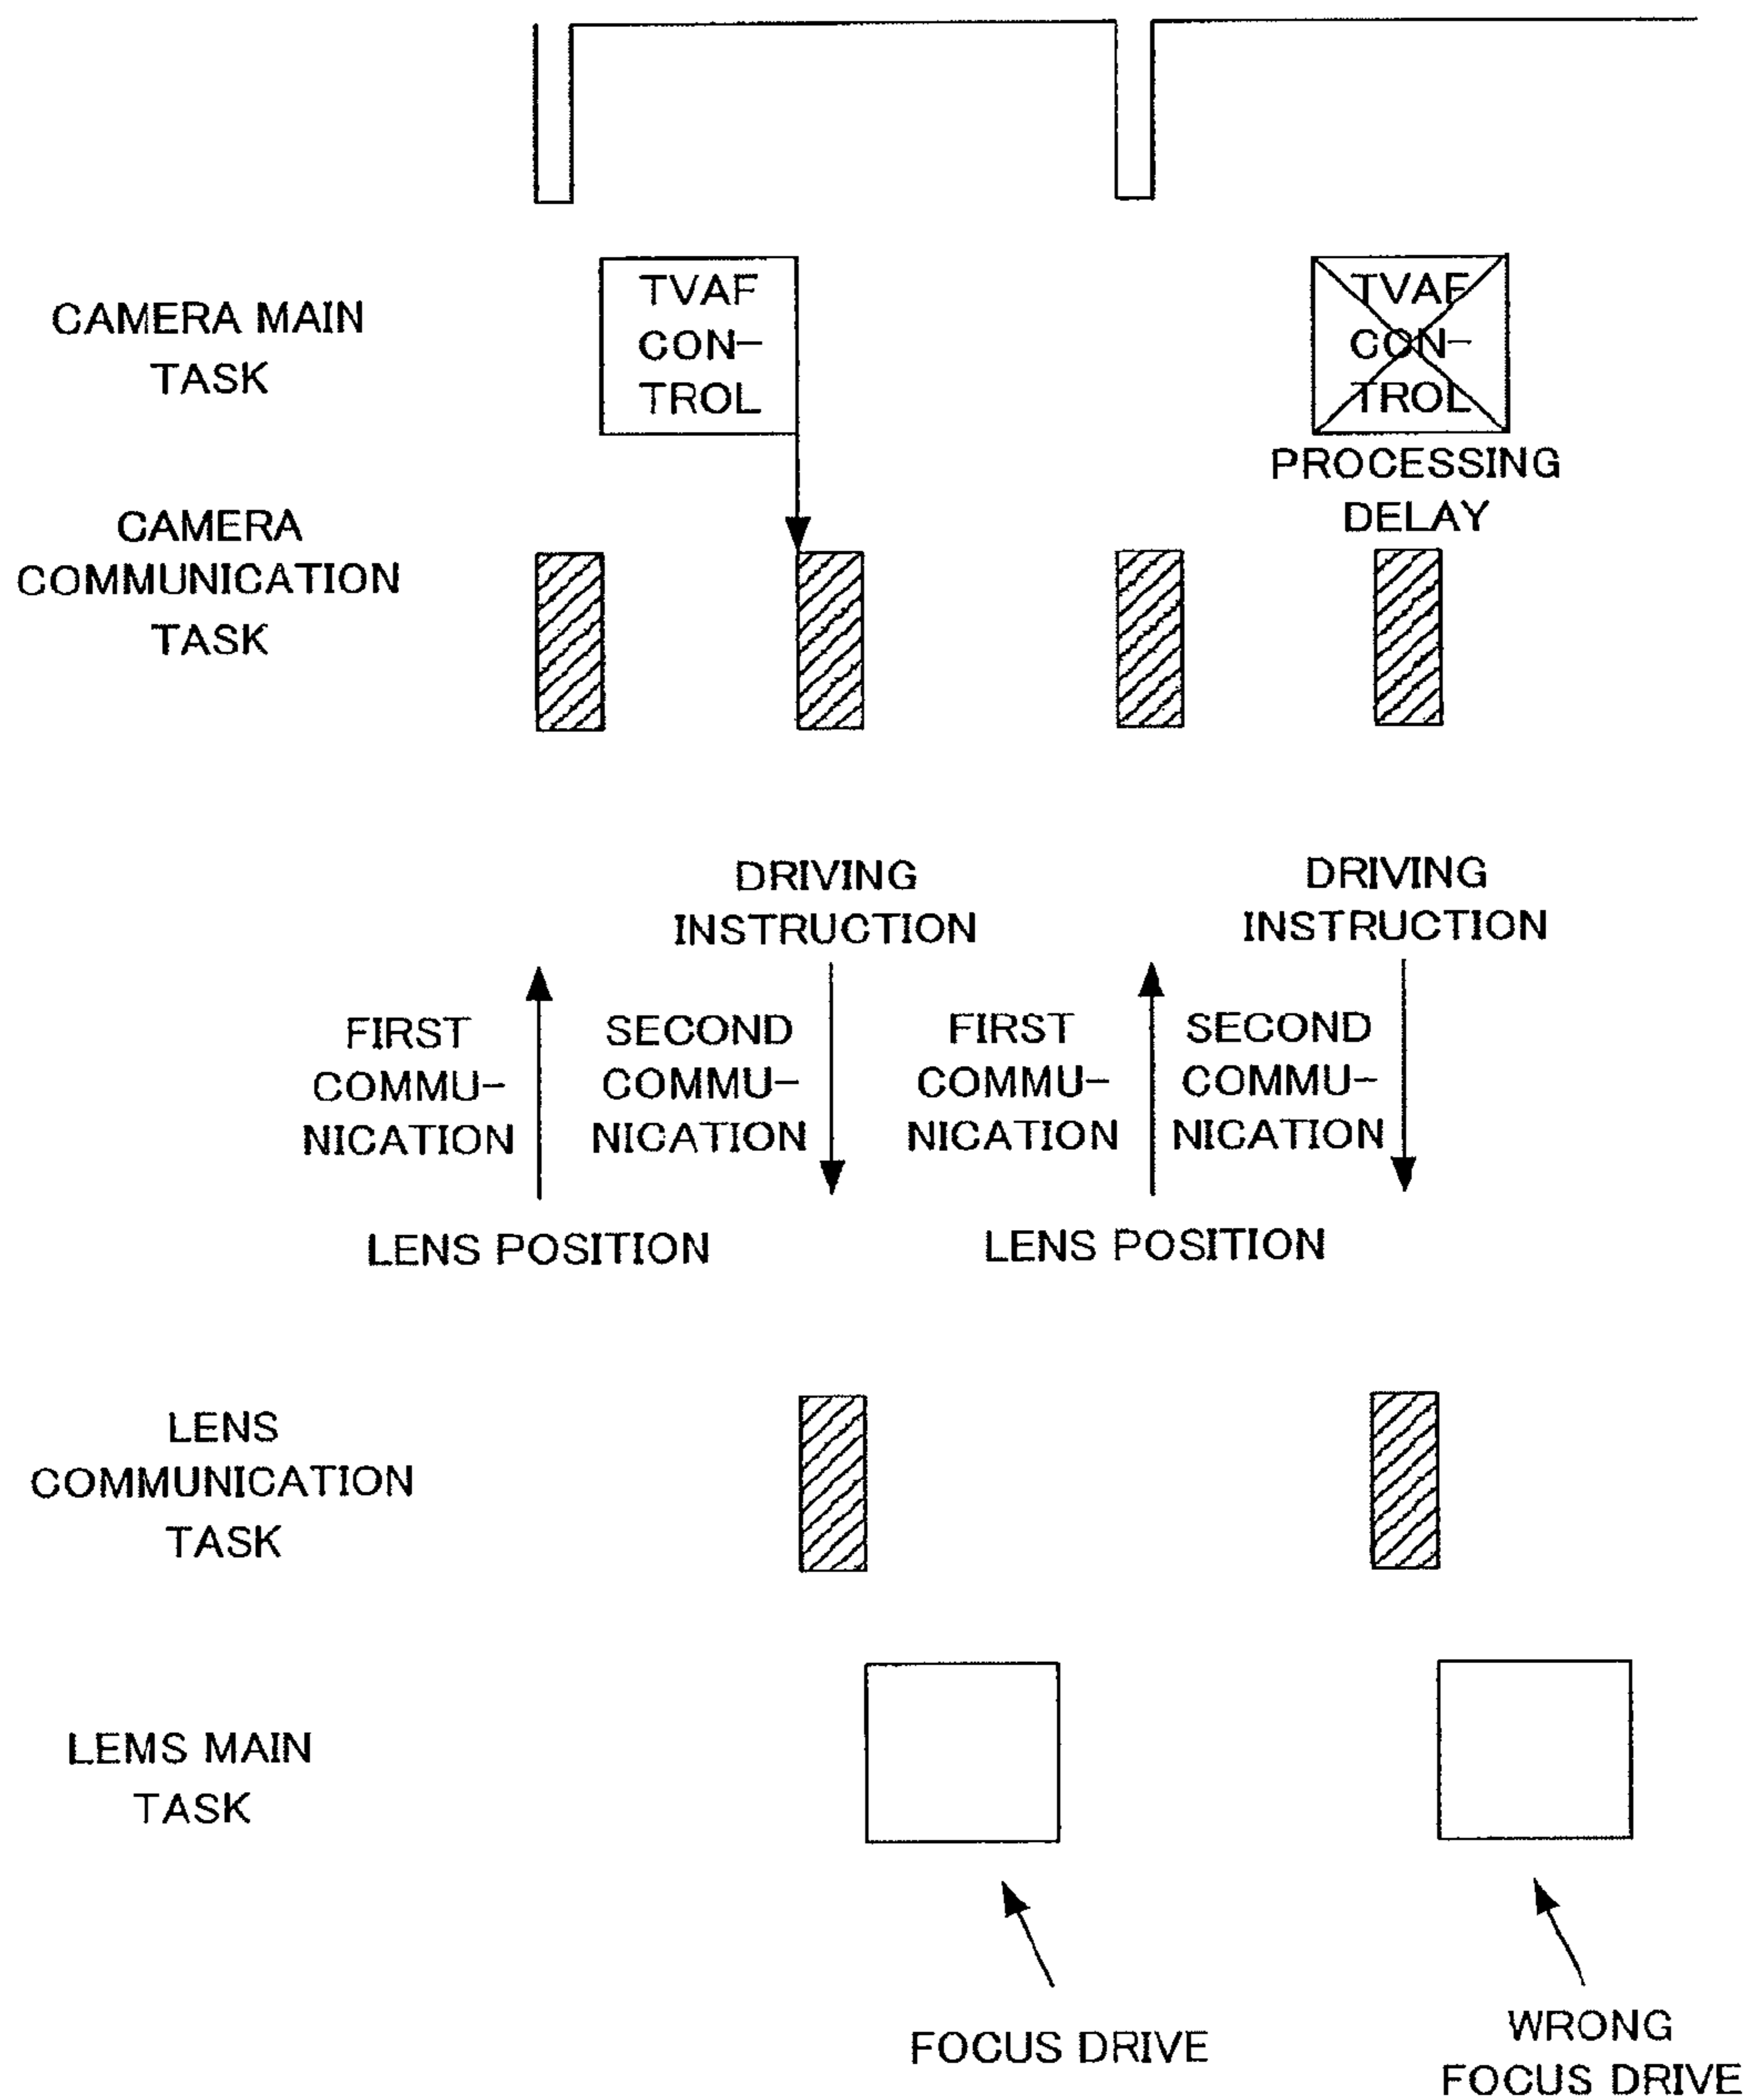 TVAF
CON-
TROL
TVAF
CON-
TROL
CAMERA MAIN
TASK
PROCESSING
DELAY
CAMERA
COMMUNICATION
TASK
DRIVING
INSTRUCTION
DRIVING
INSTRUCTION
FIRST
COMMU-
NICATION
SECOND
COMMU-
NICATION
FIRST
COMMU-
NICATION
SECOND
COMMU-
NICATION
LENS POSITION
LENS POSITION
LENS
COMMUNICATION
TASK
LEMS MAIN
TASK
FOCUS DRIVE
WRONG
FOCUS DRIVE